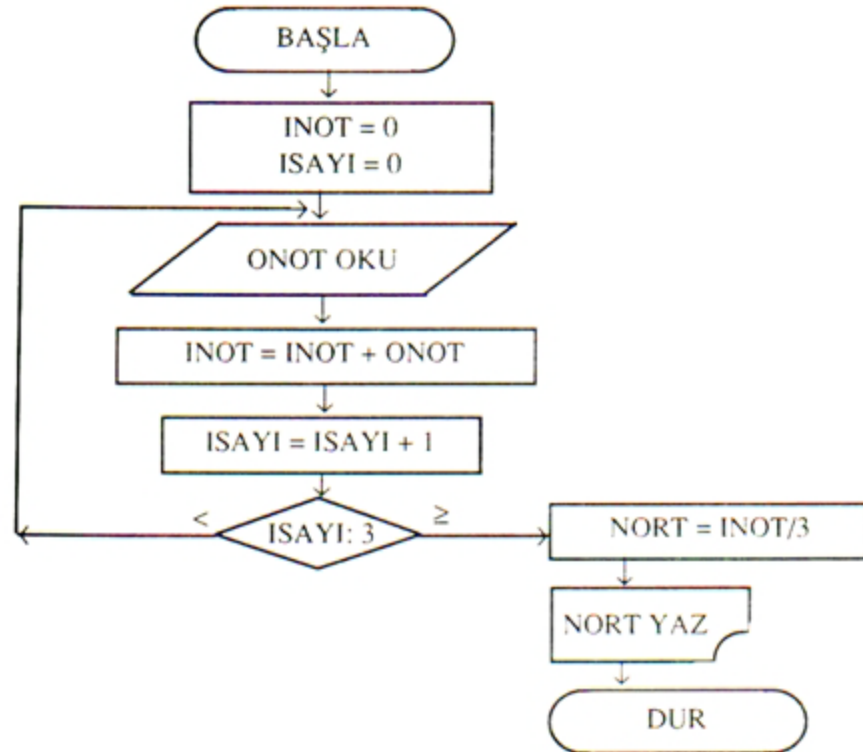 BAŞLA
INOT = 0
ISAYI = 0
ONOT OKU
INOT = INOT + ONOT
ISAYI = ISAYI + 1
< ISAYI: 3 ≥
NORT = INOT/3
NORT YAZ
DUR